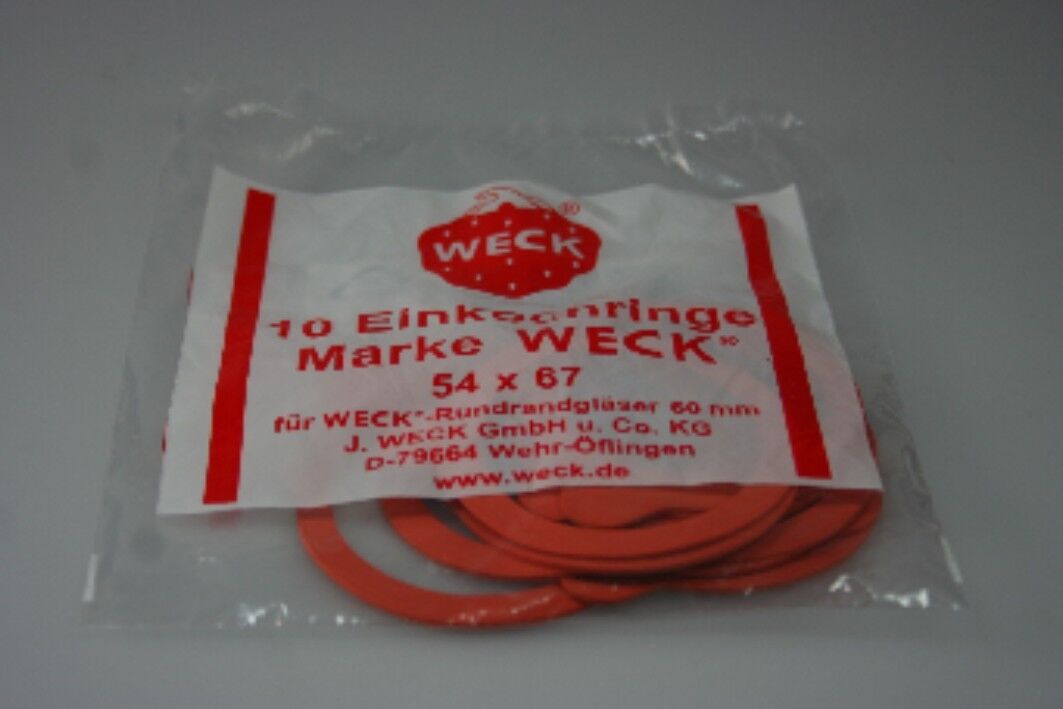 WECK
10 Einkochringe
Marke WECK®
54 x 67
für WECK®-Rundrandgläser 60 mm
J. WECK GmbH u. Co. KG
D-79664 Wehr-Öflingen
www.weck.de